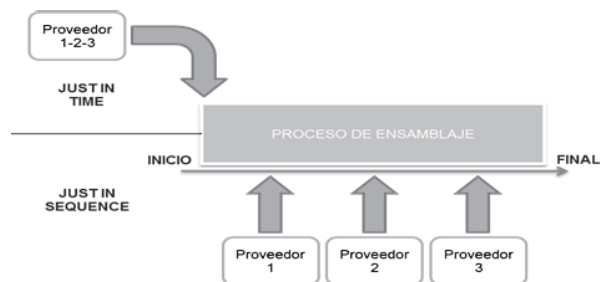 Proveedor
1-2-3
JUST IN
TIME
PROCESO DE ENSAMBLAJE
INICIO
FINAL
JUST IN
SEQUENCE
Proveedor
1
Proveedor
2
Proveedor
3